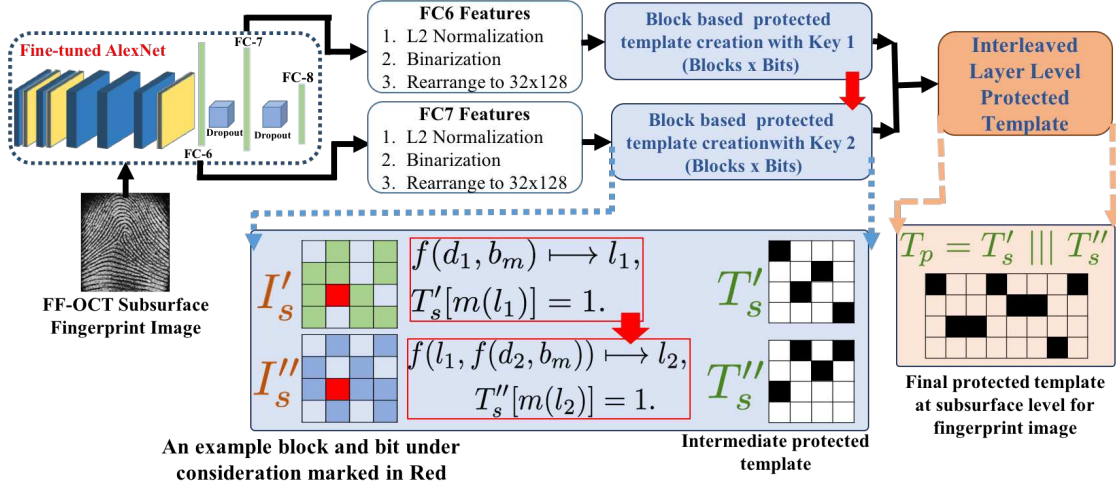 Fine-tuned AlexNet
FC-7
FC-8
Dropout
Dropout
FC-6
FF-OCT Subsurface
Fingerprint Image
FC6 Features
1. L2 Normalization
2. Binarization
3. Rearrange to 32x128
FC7 Features
1. L2 Normalization
2. Binarization
3. Rearrange to 32x128
Block based protected
template creation with Key 1
(Blocks x Bits)
Block based protected
template creationwith Key 2
(Blocks x Bits)
Interleaved
Layer Level
Protected
Template
I′ₛ
f(d₁, bₘ) ⟼ l₁,
T′ₛ[m(l₁)] = 1.
T′ₛ
I″ₛ
f(l₁, f(d₂, bₘ)) ⟼ l₂,
T″ₛ[m(l₂)] = 1.
T″ₛ
An example block and bit under
consideration marked in Red
Intermediate protected
template
Tₚ = T′ₛ ||| T″ₛ
Final protected template
at subsurface level for
fingerprint image